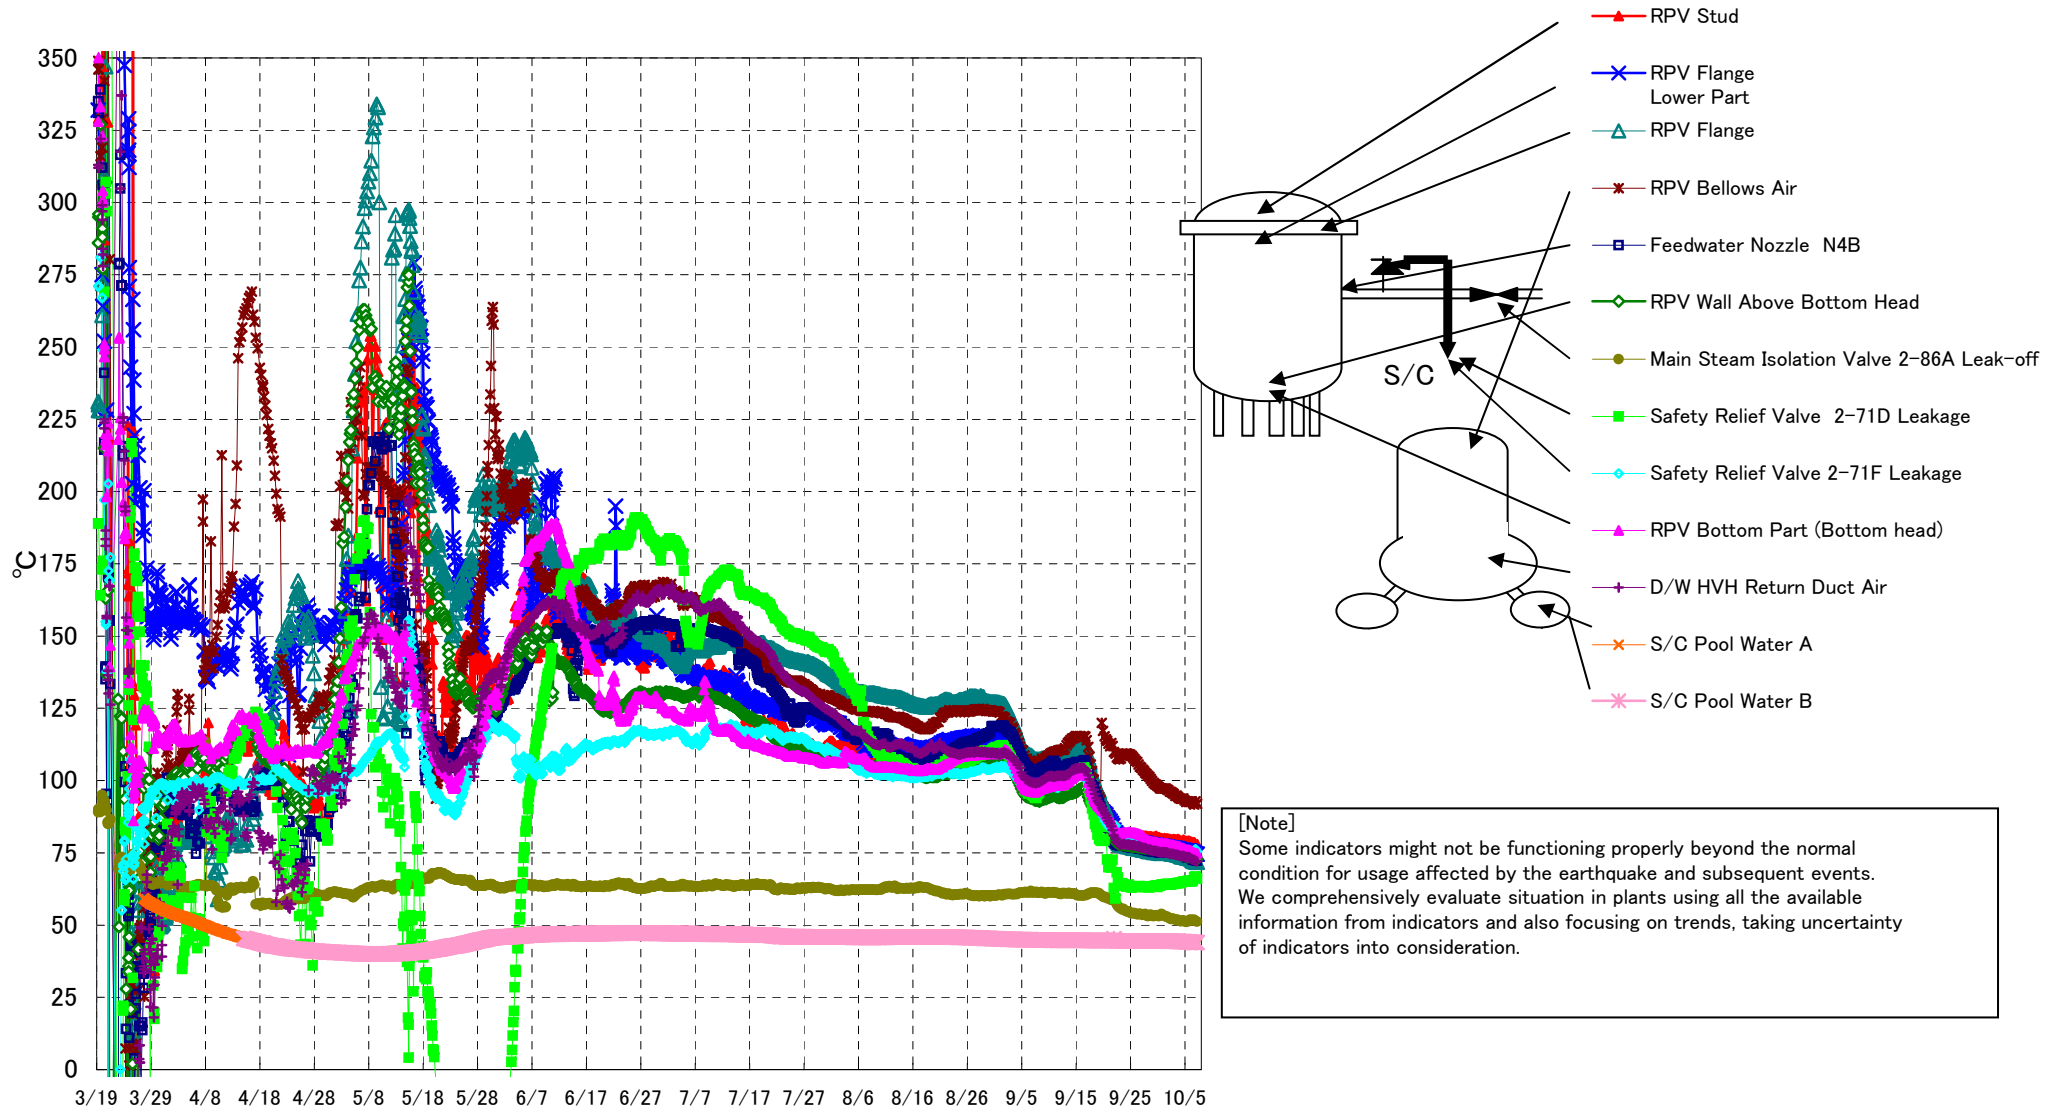 350
325
300
275
250
225
200
175
150
125
100
75
50
25
0
℃
3/19 3/29 4/8 4/18 4/28 5/8 5/18 5/28 6/7 6/17 6/27 7/7 7/17 7/27 8/6 8/16 8/26 9/5 9/15 9/25 10/5
RPV Stud
RPV Flange
Lower Part
RPV Flange
RPV Bellows Air
Feedwater Nozzle N4B
RPV Wall Above Bottom Head
Main Steam Isolation Valve 2-86A Leak-off
Safety Relief Valve 2-71D Leakage
Safety Relief Valve 2-71F Leakage
RPV Bottom Part (Bottom head)
D/W HVH Return Duct Air
S/C Pool Water A
S/C Pool Water B
S/C
[Note]
Some indicators might not be functioning properly beyond the normal
condition for usage affected by the earthquake and subsequent events.
We comprehensively evaluate situation in plants using all the available
information from indicators and also focusing on trends, taking uncertainty
of indicators into consideration.